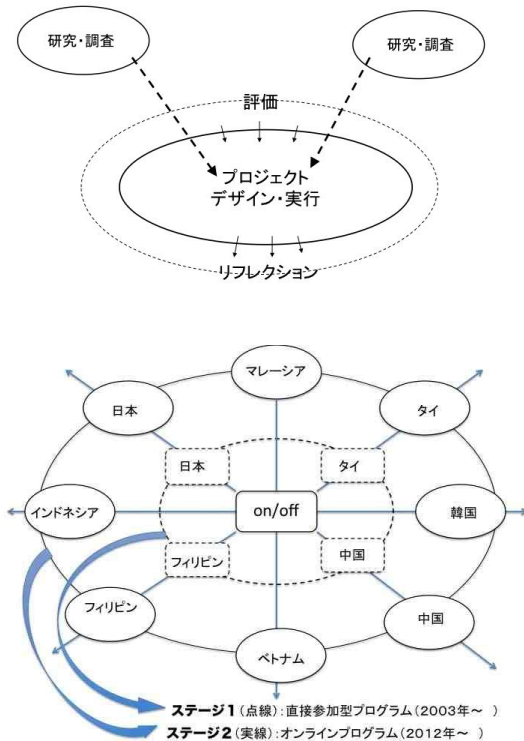 研究・調査
研究・調査
評価
プロジェクト
デザイン・実行
リフレクション
マレーシア
日本
タイ
日本
タイ
インドネシア
on/off
韓国
フィリピン
中国
フィリピン
中国
ベトナム
ステージ1（点線）：直接参加型プログラム（2003年～ ）
ステージ2（実線）：オンラインプログラム（2012年～ ）